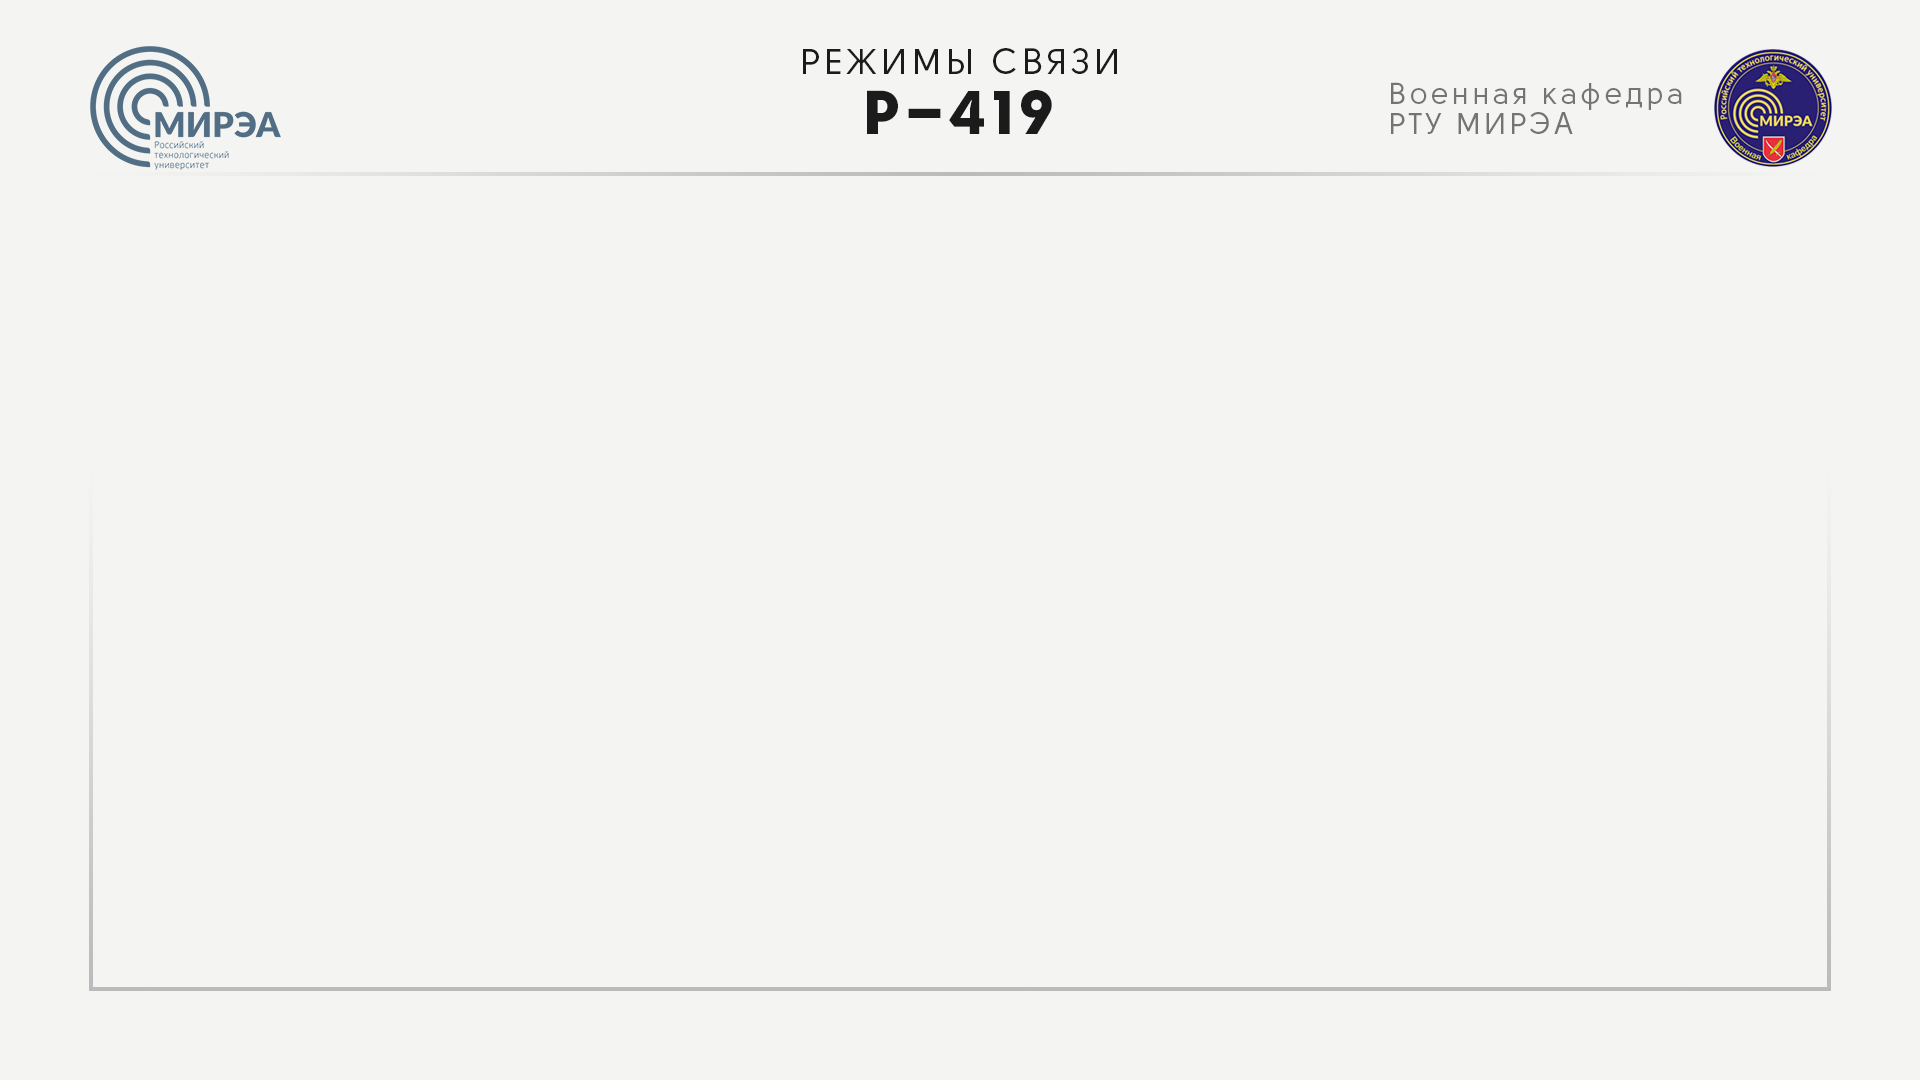 МИРЭА
Российский
технологический
университет
РЕЖИМЫ СВЯЗИ
Р–419
Военная кафедра
РТУ МИРЭА
Российский технологический университет
МИРЭА
Военная кафедра